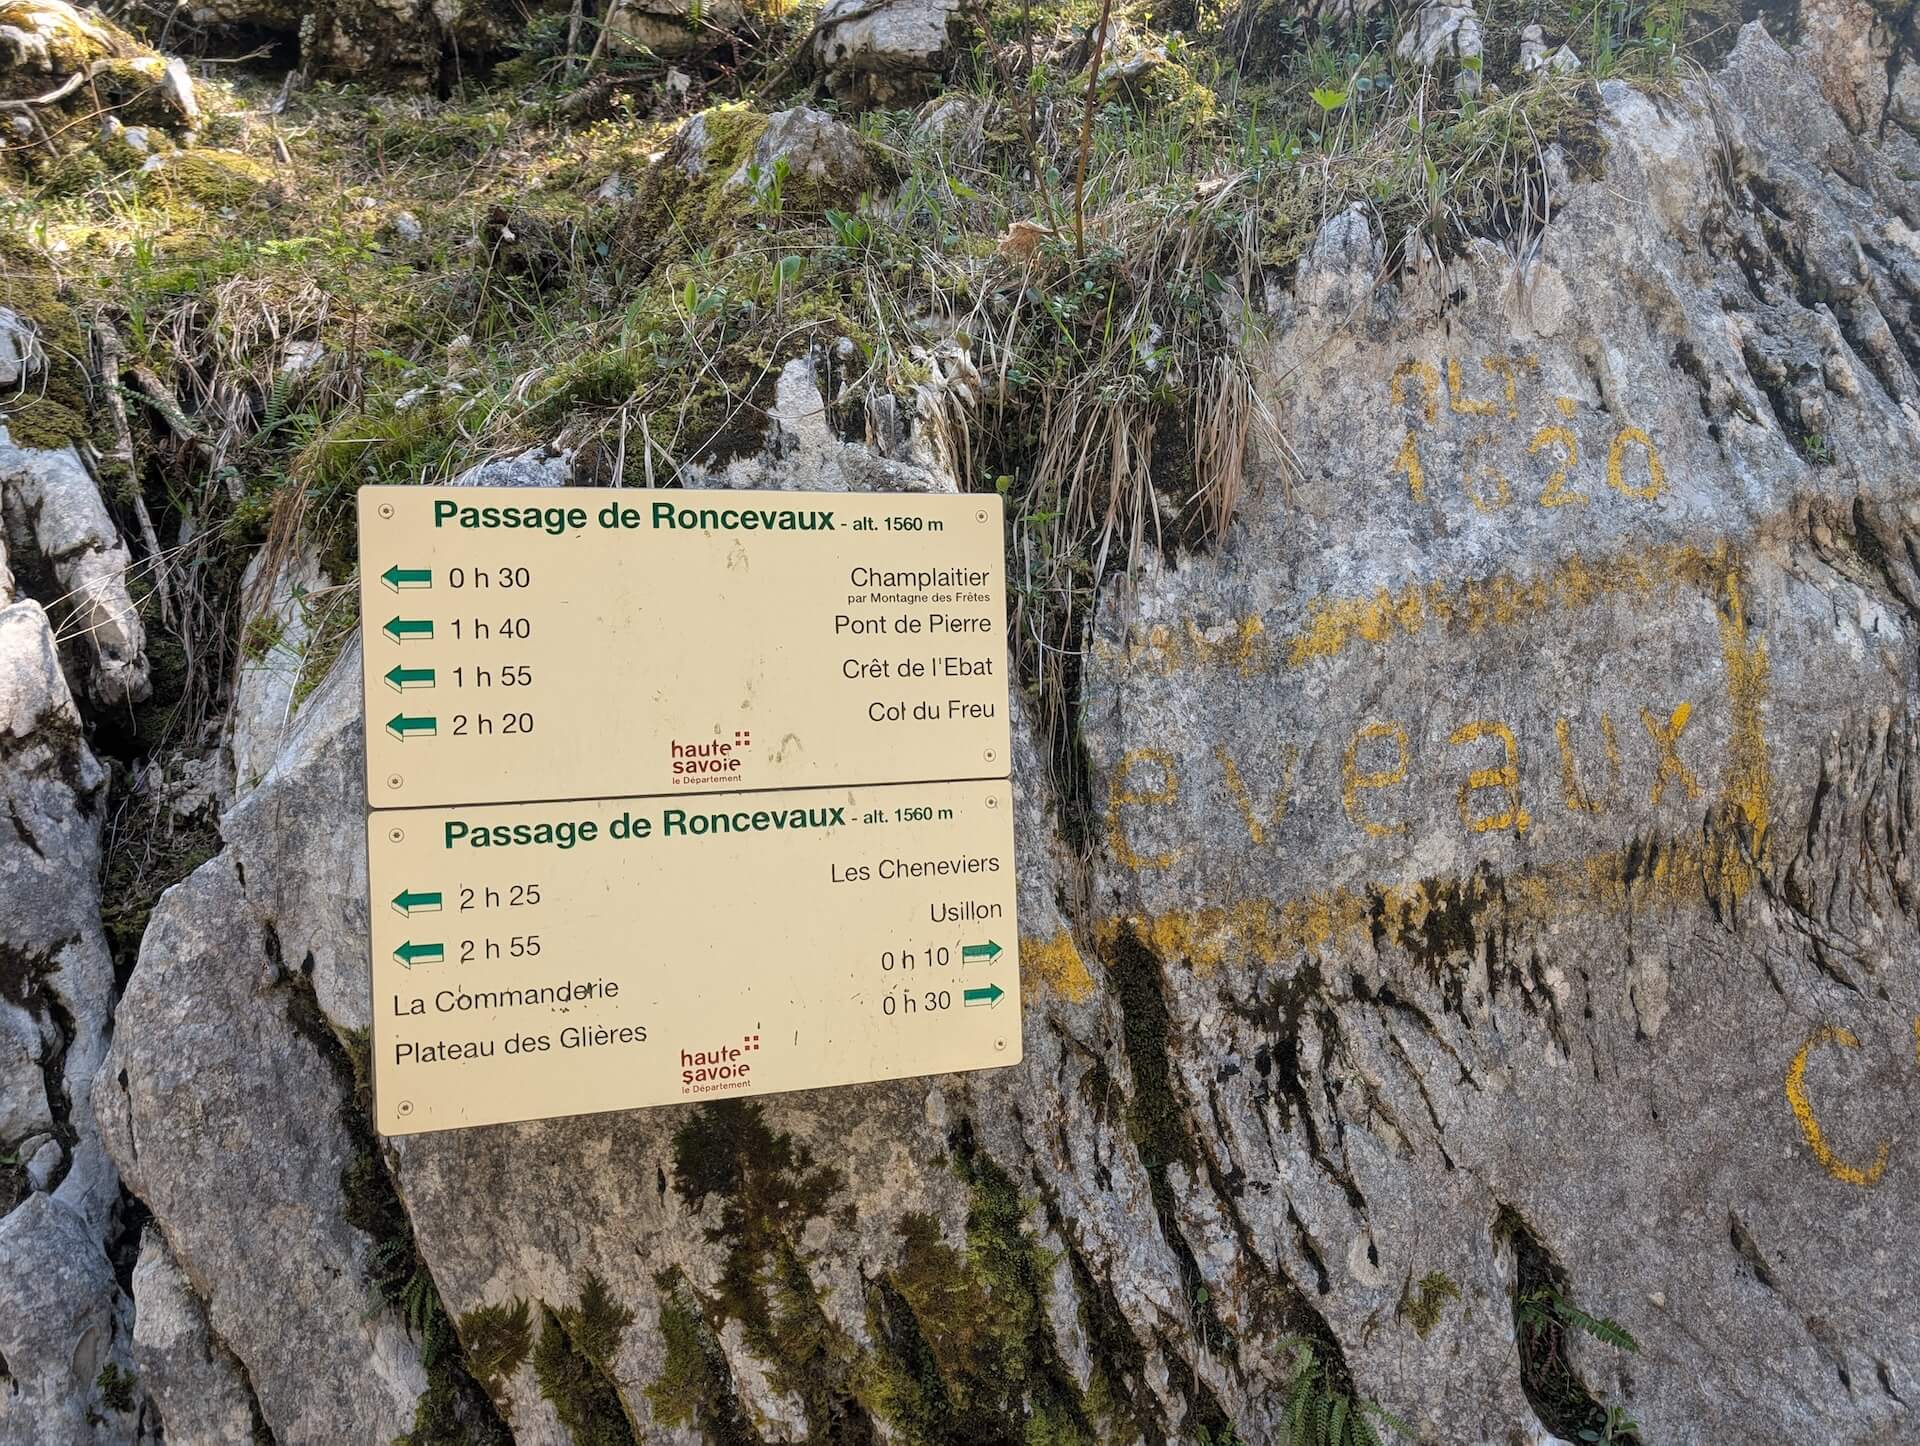 Passage de Roncevaux - alt. 1560 m
0 h 30 Champlaitier
par Montagne des Frêtes
1 h 40 Pont de Pierre
1 h 55 Crêt de l'Ebat
2 h 20 Col du Freu
haute
savoie
le Département
Passage de Roncevaux - alt. 1560 m
2 h 25 Les Cheneviers
2 h 55 Usillon
La Commanderie 0 h 10
Plateau des Glières 0 h 30
haute
savoie
le Département
ALT.
1620
eveaux
C